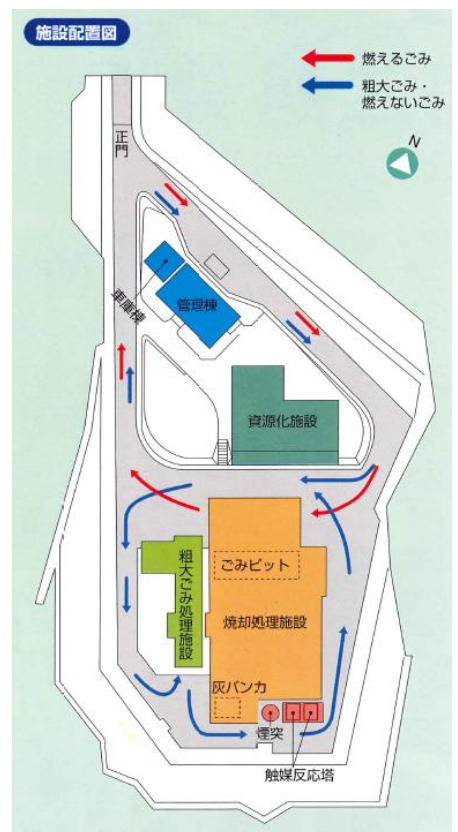 施設配置図
燃えるごみ
粗大ごみ・
燃えないごみ
N
正門
車庫棟
管理棟
資源化施設
ごみピット
粗大ごみ処理施設
焼却処理施設
灰バンカ
煙突
触媒反応塔